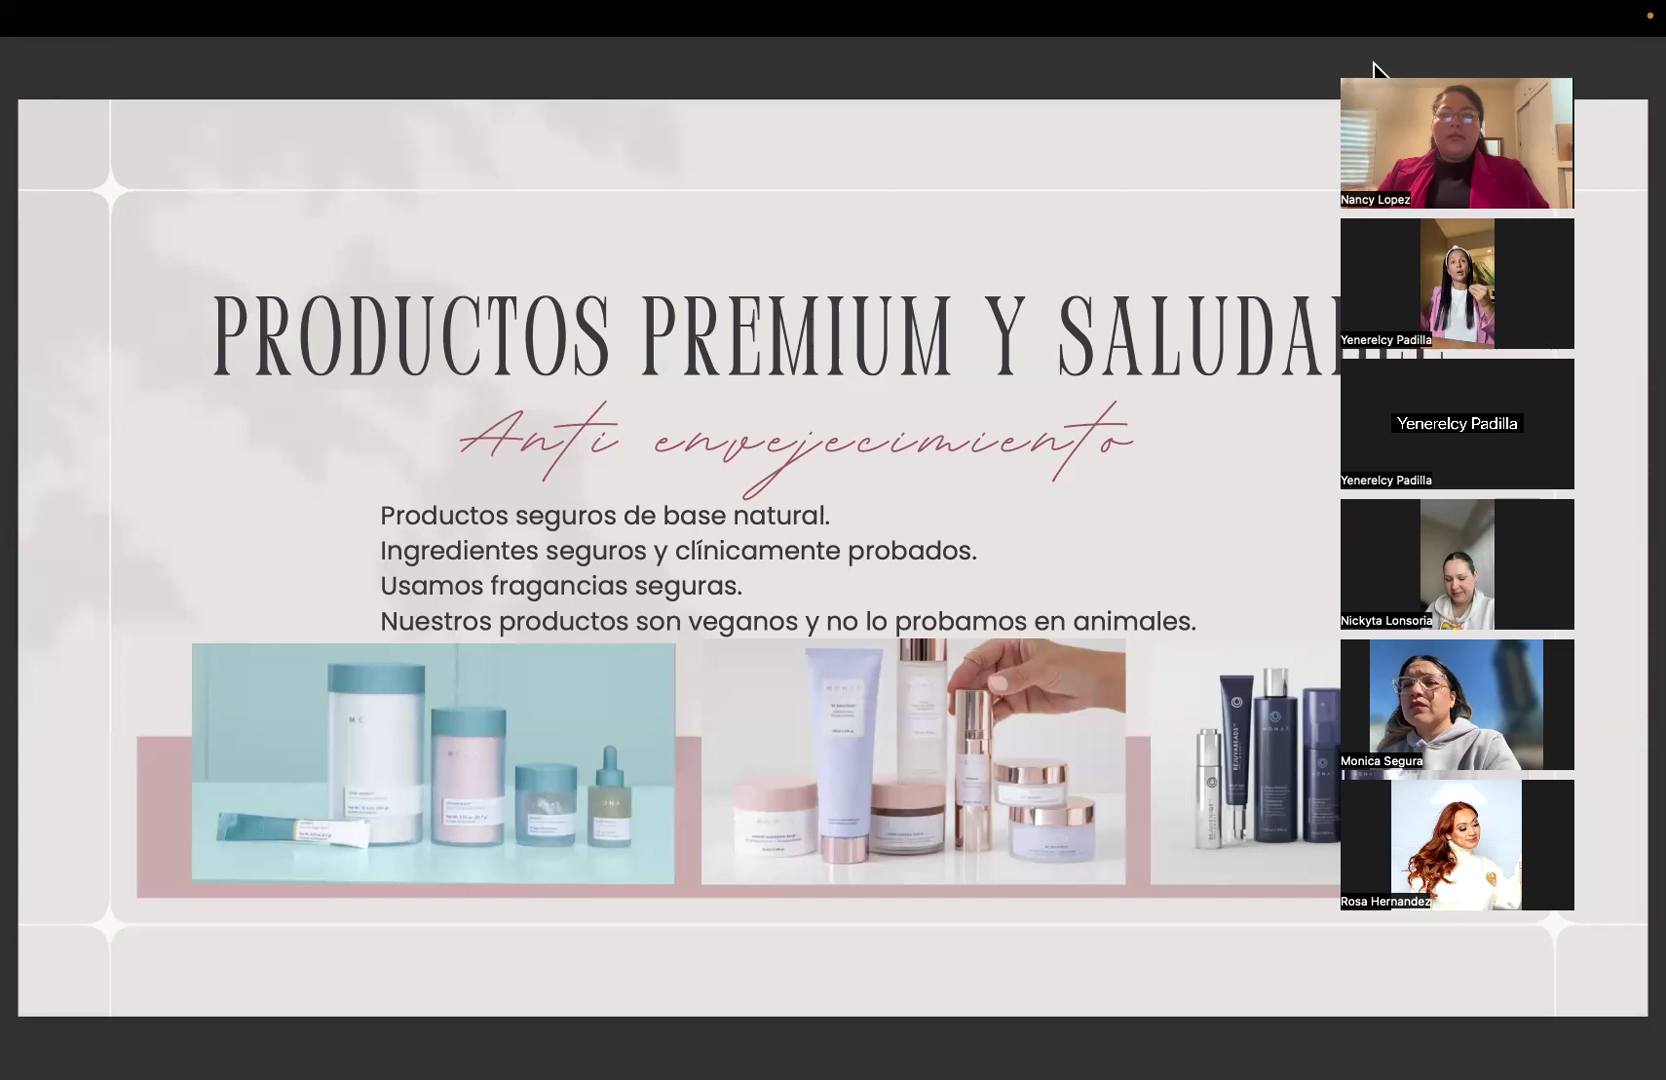 PRODUCTOS PREMIUM Y
Anti envejecimiento
Productos seguros de base natural.
Ingredientes seguros y clínicamente probados.
Usamos fragancias seguras.
Nuestros productos son veganos y no lo probamos en animales.
MONAT
REJUVABEADS
Nancy Lopez
Yenerelcy Padilla
Yenerelcy Padilla
Yenerelcy Padilla
Nickyta Lonsoria
Monica Segura
Rosa Hernandez